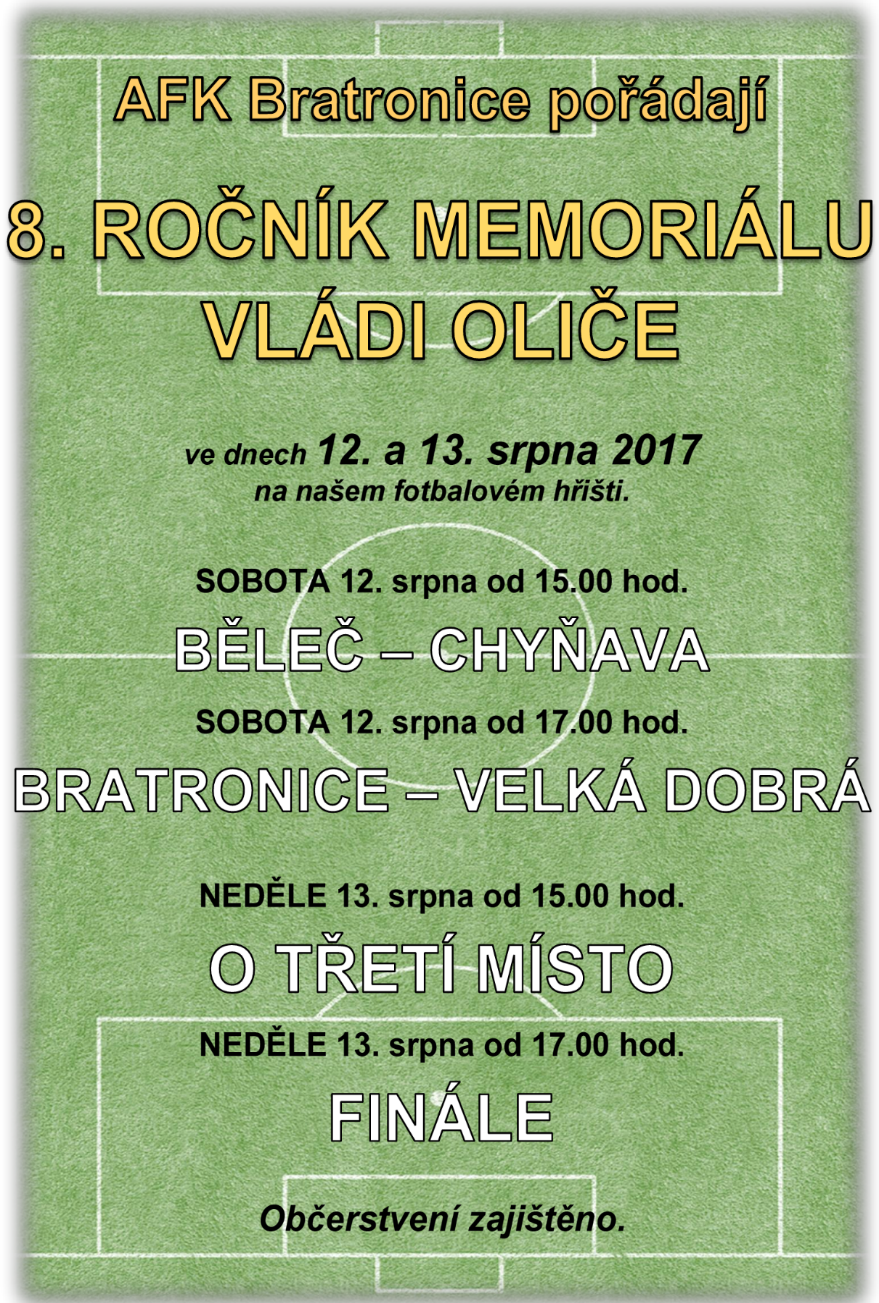 AFK Bratronice pořádají
8. ROČNÍK MEMORIÁLU
VLÁDI OLIČE
ve dnech 12. a 13. srpna 2017
na našem fotbalovém hřišti.
SOBOTA 12. srpna od 15.00 hod.
BĚLEČ – CHYŇAVA
SOBOTA 12. srpna od 17.00 hod.
BRATRONICE – VELKÁ DOBRÁ
NEDĚLE 13. srpna od 15.00 hod.
O TŘETÍ MÍSTO
NEDĚLE 13. srpna od 17.00 hod.
FINÁLE
Občerstvení zajištěno.